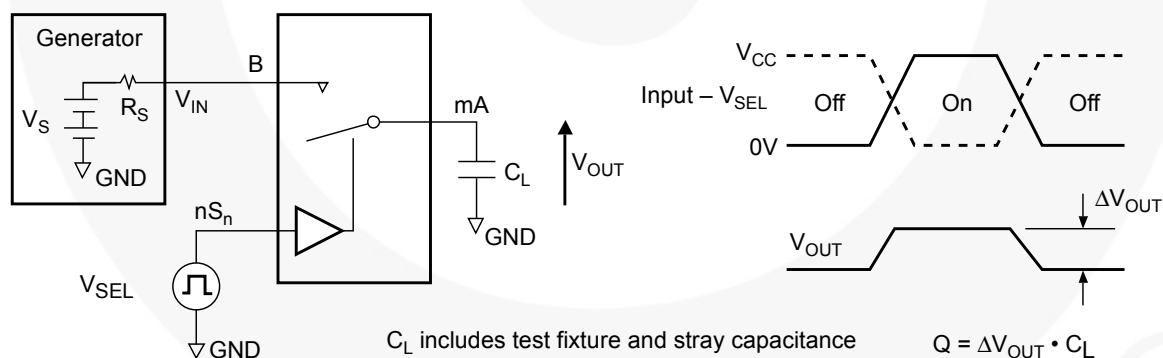 Generator
V_S
R_S
GND
V_IN
B
mA
C_L
GND
V_OUT
nS_n
V_SEL
GND
C_L includes test fixture and stray capacitance
V_CC
Input – V_SEL
Off
On
Off
0V
V_OUT
ΔV_OUT
Q = ΔV_OUT • C_L